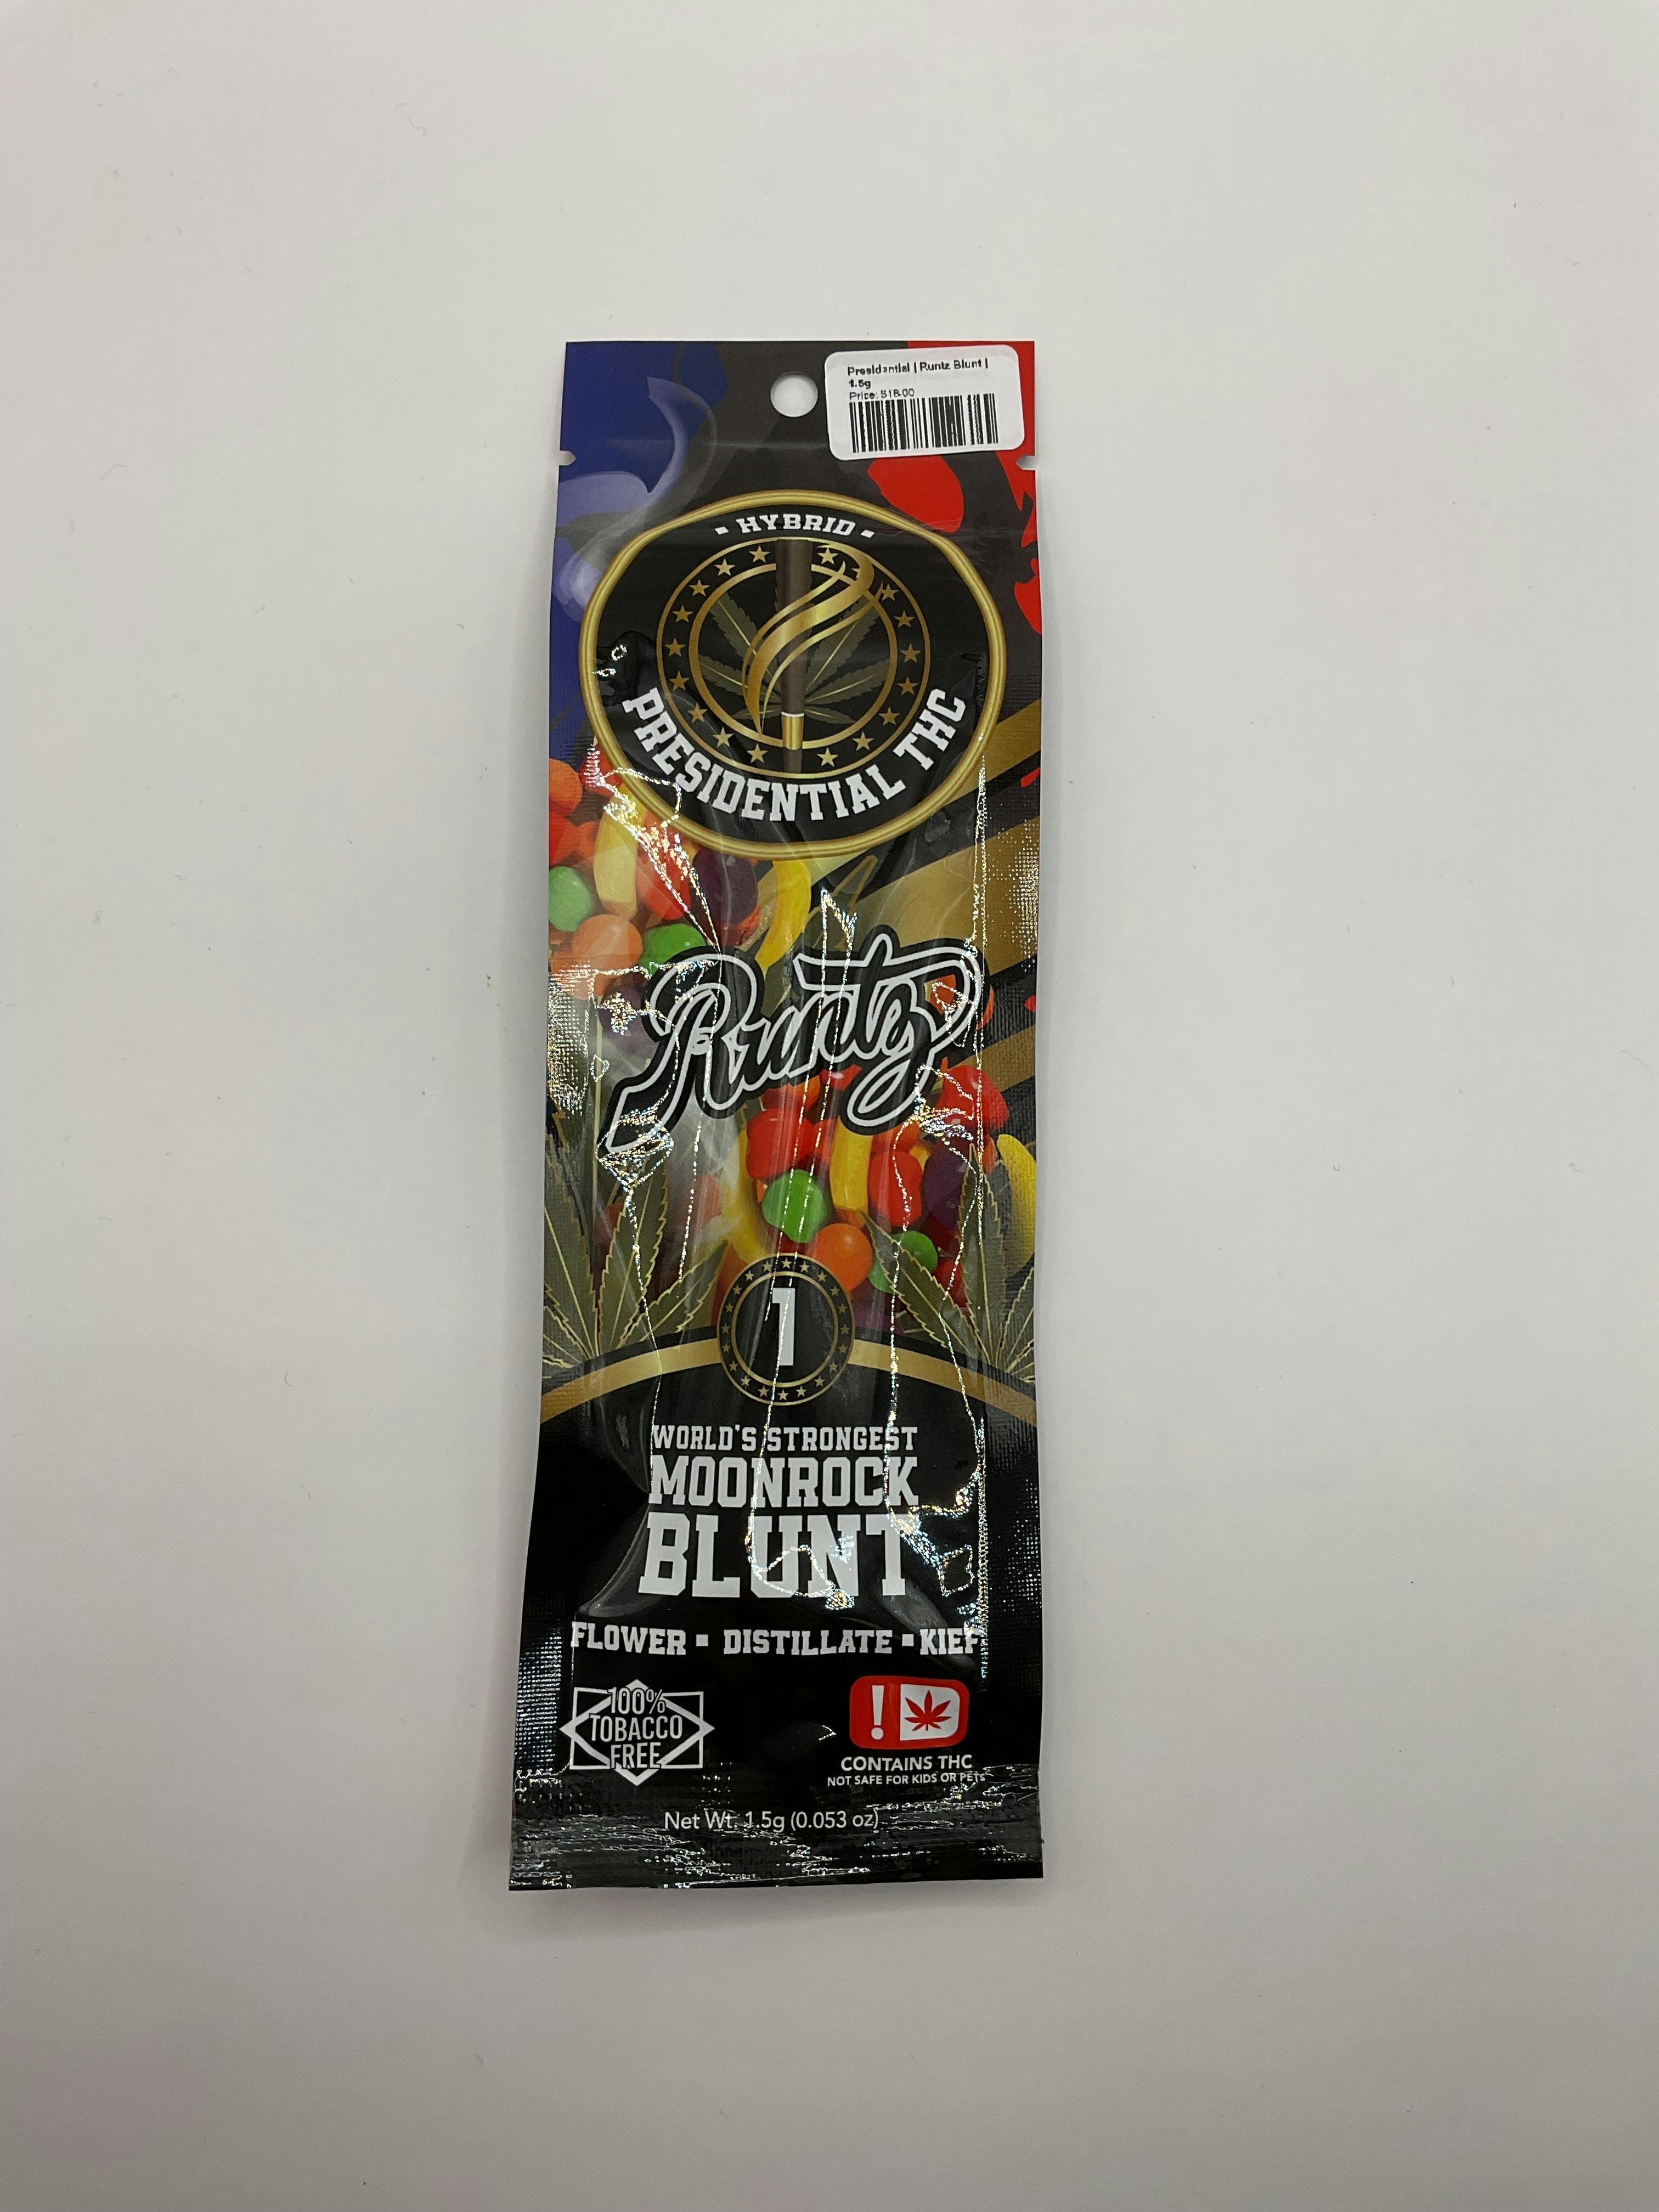 Presidential | Runtz Blunt |
1.5g
Price: $18.00
- HYBRID -
PRESIDENTIAL THC
Runtz
1
WORLD'S STRONGEST
MOONROCK
BLUNT
FLOWER ▪ DISTILLATE ▪ KIEF
100%
TOBACCO
FREE
!
CONTAINS THC
NOT SAFE FOR KIDS OR PETS
Net Wt. 1.5g (0.053 oz)